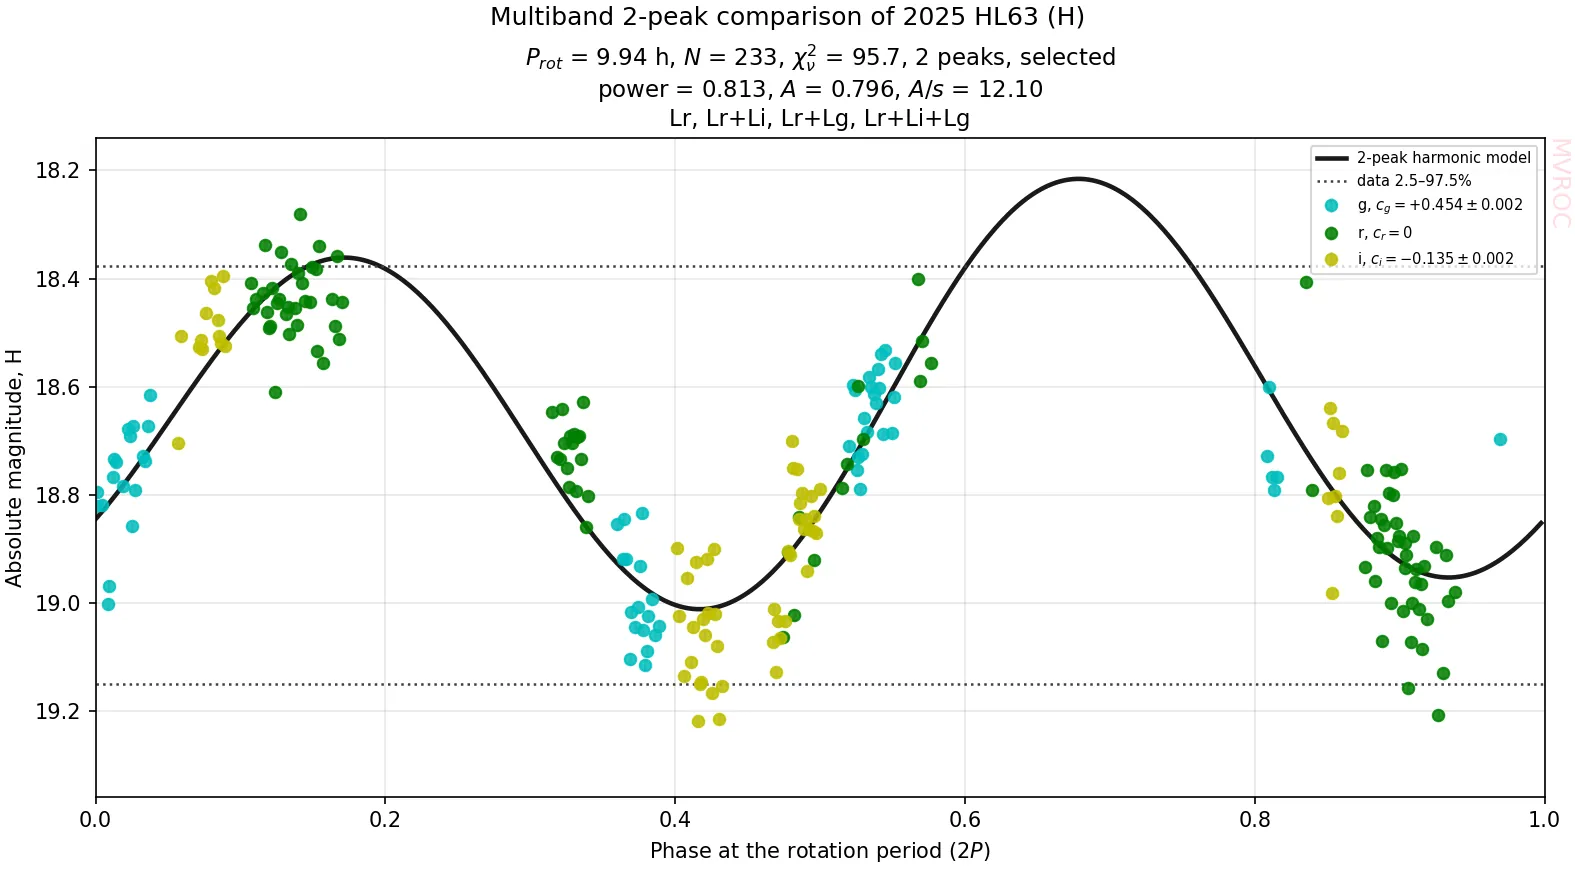 Multiband 2-peak comparison of 2025 HL63 (H)
P_rot = 9.94 h, N = 233, χ²_ν = 95.7, 2 peaks, selected
power = 0.813, A = 0.796, A/s = 12.10
Lr, Lr+Li, Lr+Lg, Lr+Li+Lg
2-peak harmonic model
data 2.5–97.5%
g, c_g = +0.454 ± 0.002
r, c_r = 0
i, c_i = −0.135 ± 0.002
MVROC
Absolute magnitude, H
18.2
18.4
18.6
18.8
19.0
19.2
0.0 0.2 0.4 0.6 0.8 1.0
Phase at the rotation period (2P)